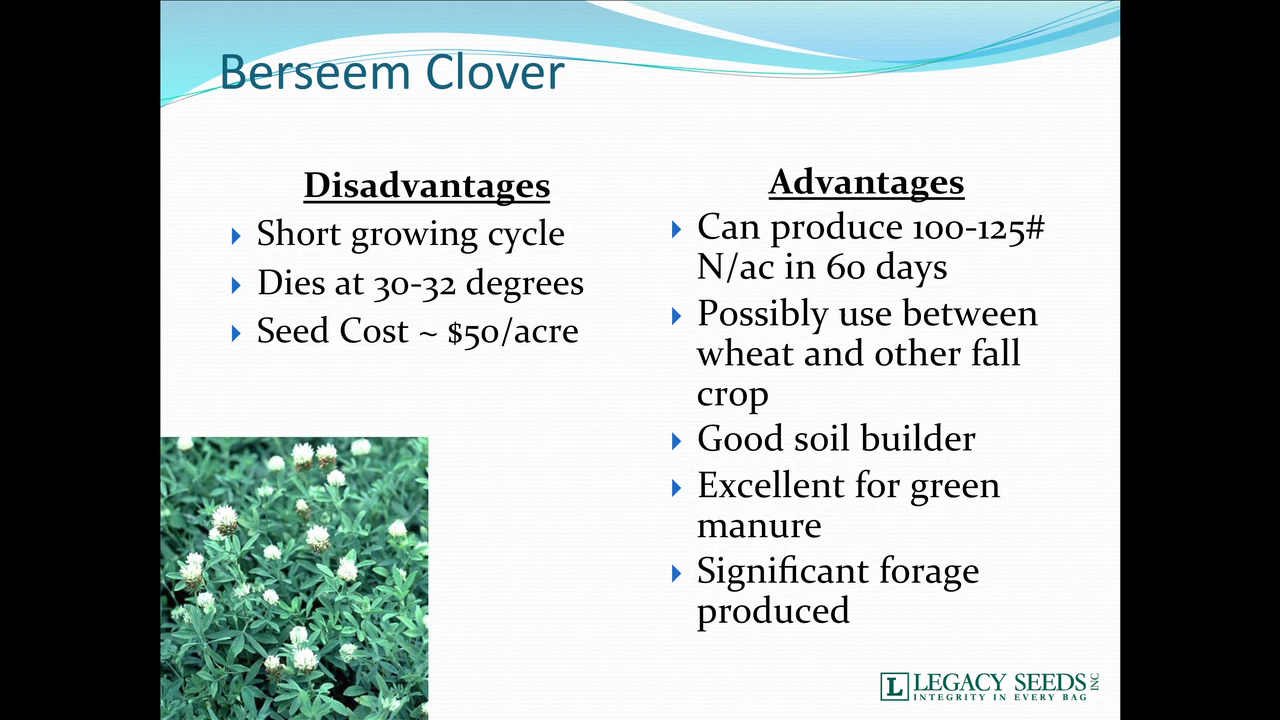 Berseem Clover
Disadvantages
Short growing cycle
Dies at 30-32 degrees
Seed Cost ~ $50/acre
Advantages
Can produce 100-125#
N/ac in 60 days
Possibly use between
wheat and other fall
crop
Good soil builder
Excellent for green
manure
Significant forage
produced
L LEGACY SEEDS INC
INTEGRITY IN EVERY BAG